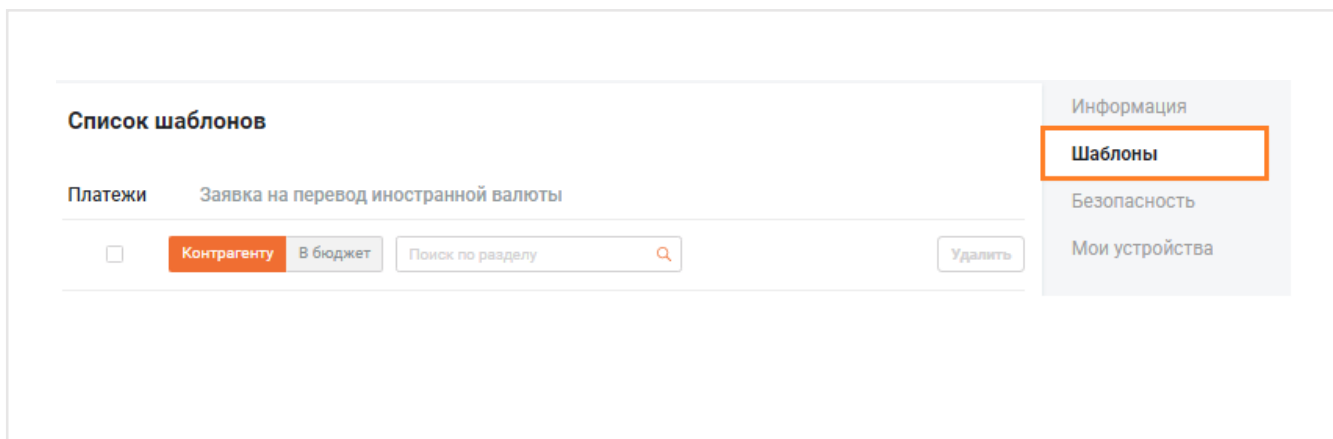 Список шаблонов
Платежи Заявка на перевод иностранной валюты
Контрагенту В бюджет Поиск по разделу Удалить
Информация
Шаблоны
Безопасность
Мои устройства